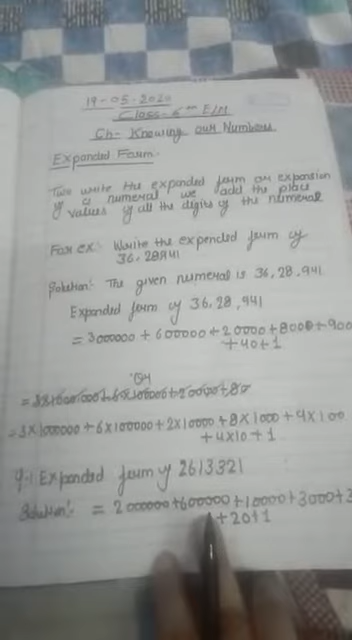 19-05-2020
Class- 6th E/M
Ch- Knowing our Numbers
Expanded Form:-
Two write the expanded form or expansion
of a numeral we add the place
values of all the digits of the numeral
For ex:- Write the expended form of
36,28941
Solution:- The given numeral is 36,28,941
Expanded form of 36,28,941
= 3000000 + 600000 + 20000 + 8000 + 900
+ 40 + 1
OR
= 3 X 1000000 + 6 X 100000 + 2 X 10000 + 8 X 1000 + 4 X 100
+ 4 X 10 + 1
Q-1 Expanded form of 2613321
Solution:- = 2000000 + 600000 + 10000 + 3000 + 3
+ 20 + 1